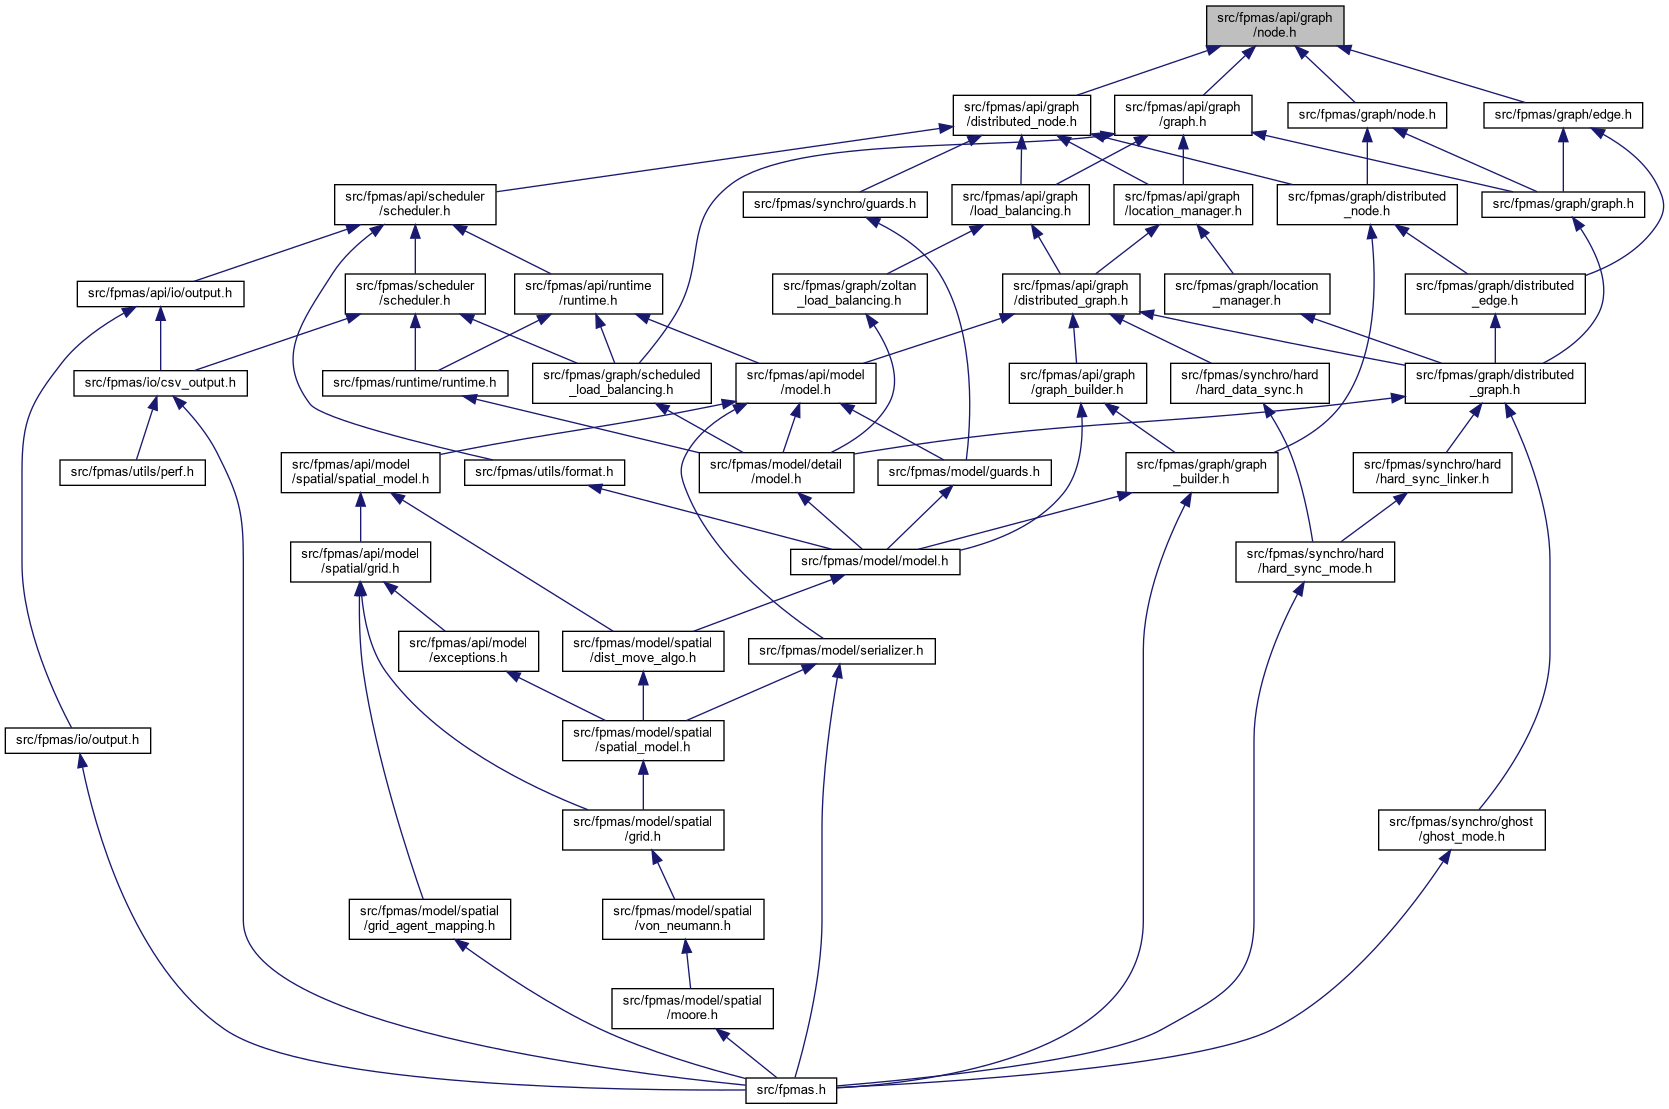 src/fpmas/api/graph
/node.h
src/fpmas/api/graph
/distributed_node.h
src/fpmas/api/graph
/graph.h
src/fpmas/graph/node.h
src/fpmas/graph/edge.h
src/fpmas/api/scheduler
/scheduler.h
src/fpmas/synchro/guards.h
src/fpmas/api/graph
/load_balancing.h
src/fpmas/api/graph
/location_manager.h
src/fpmas/graph/distributed
_node.h
src/fpmas/graph/graph.h
src/fpmas/api/io/output.h
src/fpmas/scheduler
/scheduler.h
src/fpmas/api/runtime
/runtime.h
src/fpmas/graph/zoltan
_load_balancing.h
src/fpmas/api/graph
/distributed_graph.h
src/fpmas/graph/location
_manager.h
src/fpmas/graph/distributed
_edge.h
src/fpmas/io/csv_output.h
src/fpmas/runtime/runtime.h
src/fpmas/graph/scheduled
_load_balancing.h
src/fpmas/api/model
/model.h
src/fpmas/api/graph
/graph_builder.h
src/fpmas/synchro/hard
/hard_data_sync.h
src/fpmas/graph/distributed
_graph.h
src/fpmas/utils/perf.h
src/fpmas/api/model
/spatial/spatial_model.h
src/fpmas/utils/format.h
src/fpmas/model/detail
/model.h
src/fpmas/model/guards.h
src/fpmas/graph/graph
_builder.h
src/fpmas/synchro/hard
/hard_sync_linker.h
src/fpmas/api/model
/spatial/grid.h
src/fpmas/model/model.h
src/fpmas/synchro/hard
/hard_sync_mode.h
src/fpmas/api/model
/exceptions.h
src/fpmas/model/spatial
/dist_move_algo.h
src/fpmas/model/serializer.h
src/fpmas/io/output.h
src/fpmas/model/spatial
/spatial_model.h
src/fpmas/model/spatial
/grid.h
src/fpmas/synchro/ghost
/ghost_mode.h
src/fpmas/model/spatial
/grid_agent_mapping.h
src/fpmas/model/spatial
/von_neumann.h
src/fpmas/model/spatial
/moore.h
src/fpmas.h